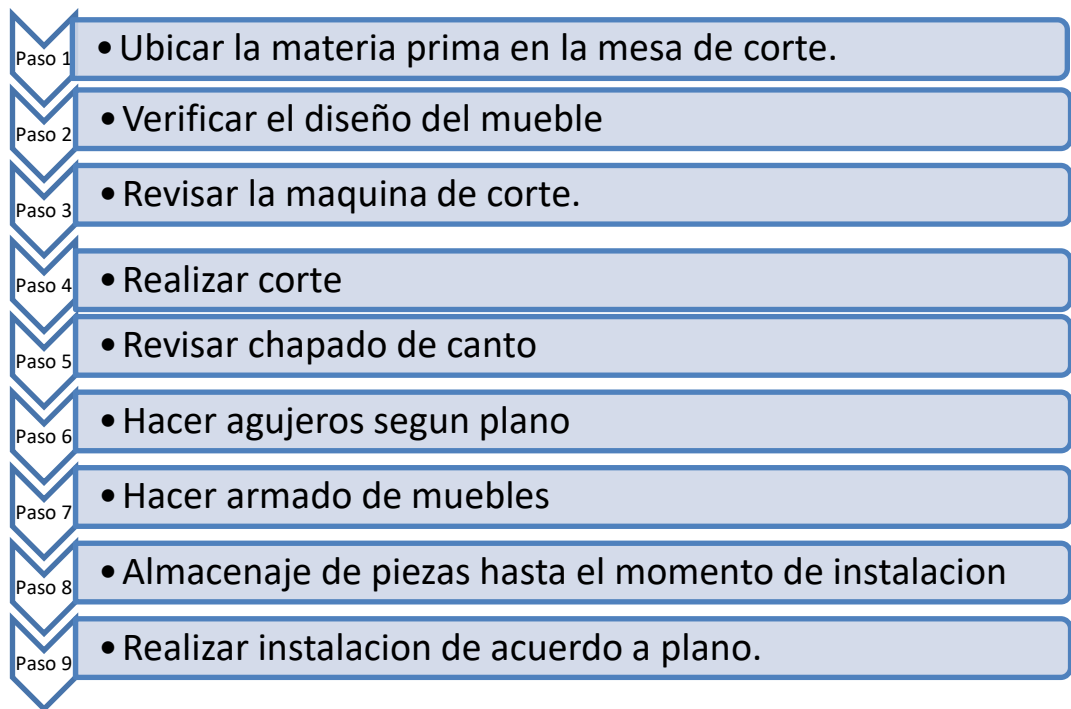 Paso 1
• Ubicar la materia prima en la mesa de corte.
Paso 2
• Verificar el diseño del mueble
Paso 3
• Revisar la maquina de corte.
Paso 4
• Realizar corte
Paso 5
• Revisar chapado de canto
Paso 6
• Hacer agujeros segun plano
Paso 7
• Hacer armado de muebles
Paso 8
• Almacenaje de piezas hasta el momento de instalacion
Paso 9
• Realizar instalacion de acuerdo a plano.